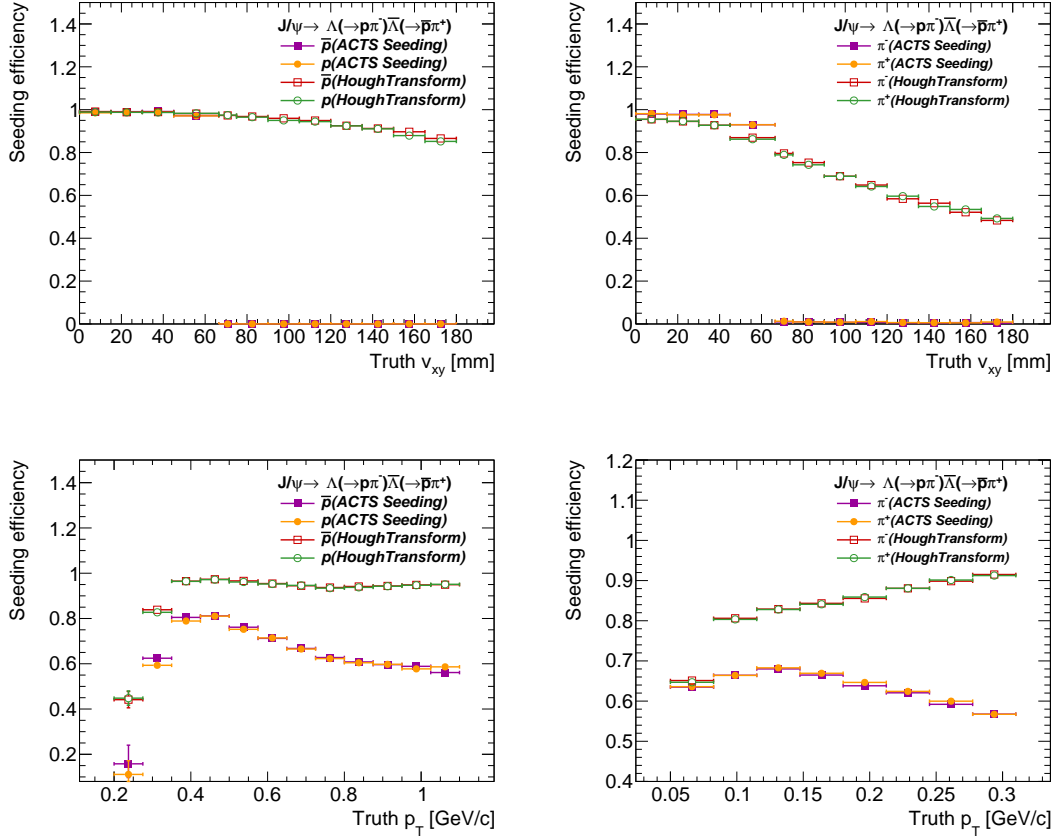 Seeding efficiency
J/ψ→ Λ(→pπ⁻)Λ̅(→p̅π⁺)
p̅(ACTS Seeding)
p(ACTS Seeding)
p̅(HoughTransform)
p(HoughTransform)
1.4
1.2
1
0.8
0.6
0.4
0.2
0
0 20 40 60 80 100 120 140 160 180
Truth v_xy [mm]
Seeding efficiency
J/ψ→ Λ(→pπ⁻)Λ̅(→p̅π⁺)
π⁻(ACTS Seeding)
π⁺(ACTS Seeding)
π⁻(HoughTransform)
π⁺(HoughTransform)
1.4
1.2
1
0.8
0.6
0.4
0.2
0
0 20 40 60 80 100 120 140 160 180
Truth v_xy [mm]
Seeding efficiency
J/ψ→ Λ(→pπ⁻)Λ̅(→p̅π⁺)
p̅(ACTS Seeding)
p(ACTS Seeding)
p̅(HoughTransform)
p(HoughTransform)
1.4
1.2
1
0.8
0.6
0.4
0.2
0.2 0.4 0.6 0.8 1
Truth p_T [GeV/c]
Seeding efficiency
J/ψ→ Λ(→pπ⁻)Λ̅(→p̅π⁺)
π⁻(ACTS Seeding)
π⁺(ACTS Seeding)
π⁻(HoughTransform)
π⁺(HoughTransform)
1.2
1.1
1
0.9
0.8
0.7
0.6
0.5
0.4
0.05 0.1 0.15 0.2 0.25 0.3
Truth p_T [GeV/c]